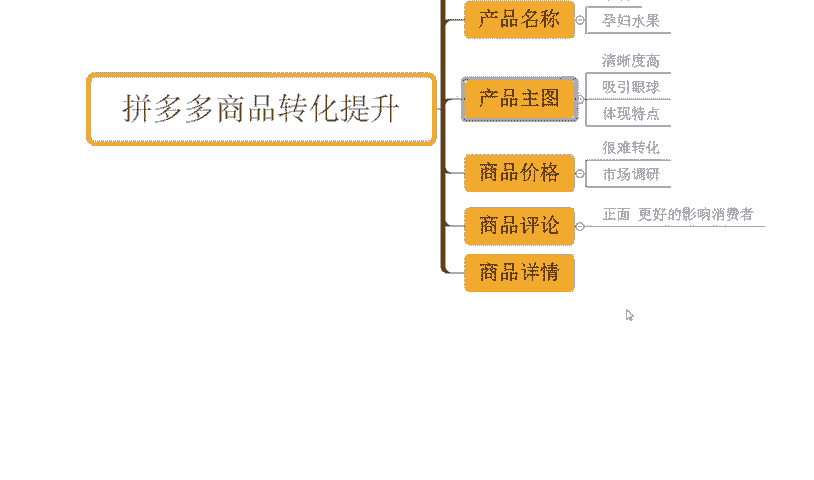 拼多多商品转化提升
产品名称
孕妇水果
产品主图
清晰度高
吸引眼球
体现特点
商品价格
很难转化
市场调研
商品评论
正面 更好的影响消费者
商品详情